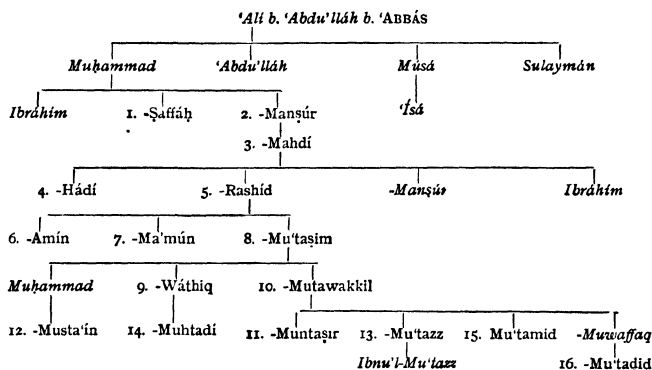 ‘Alí b. ‘Abdu’lláh b. ‘ABBÁS
Muḥammad ‘Abdu’lláh Músá Sulaymán
Ibráhím 1. -Ṣaffáḥ 2. -Manṣúr ‘Ísá
3. -Mahdí
4. -Hádí 5. -Rashíd -Manṣúr Ibráhím
6. -Amín 7. -Ma’mún 8. -Mu‘taṣim
Muḥammad 9. -Wáthiq 10. -Mutawakkil
12. -Musta‘ín 14. -Muhtadí 11. -Muntaṣır 13. -Mu‘tazz 15. Mu‘tamid -Muwaffaq
Ibnu’l-Mu‘tazz 16. -Mu‘tadid